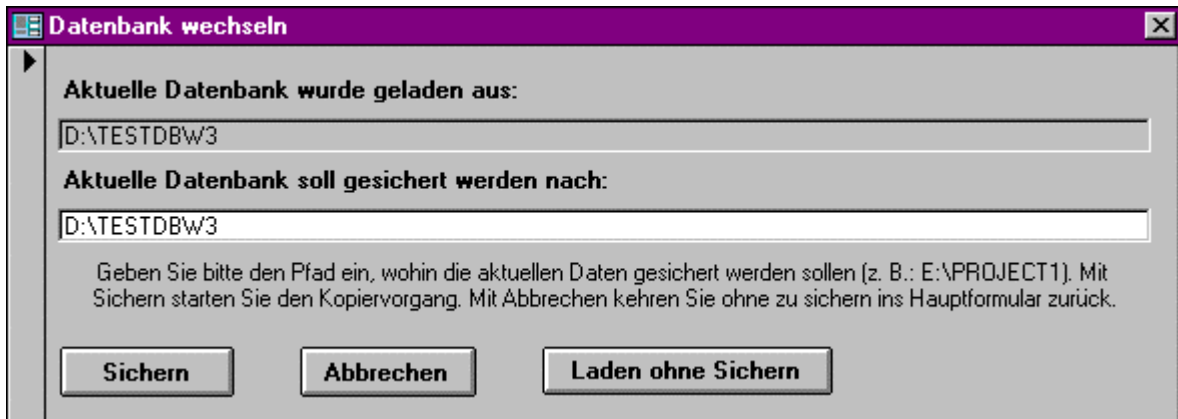 Datenbank wechseln
Aktuelle Datenbank wurde geladen aus:
D:\TESTDBW3
Aktuelle Datenbank soll gesichert werden nach:
D:\TESTDBW3
Geben Sie bitte den Pfad ein, wohin die aktuellen Daten gesichert werden sollen (z. B.: E:\PROJECT1). Mit
Sichern starten Sie den Kopiervorgang. Mit Abbrechen kehren Sie ohne zu sichern ins Hauptformular zurück.
Sichern Abbrechen Laden ohne Sichern